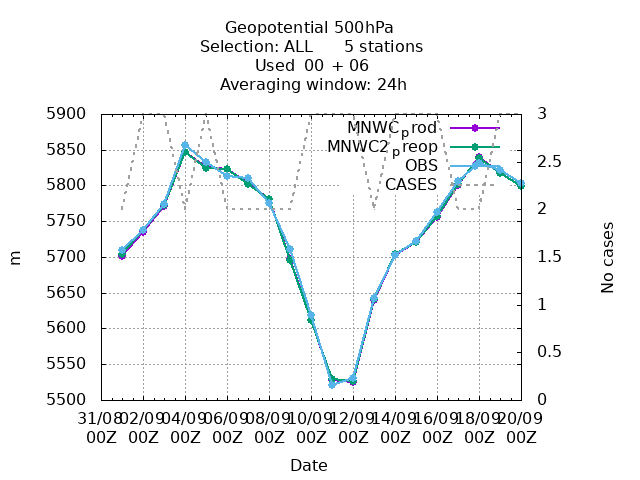 Geopotential 500hPa
Selection: ALL 5 stations
Used 00 + 06
Averaging window: 24h
MNWC_prod
MNWC2_preop
OBS
CASES
5900
5850
5800
5750
5700
5650
5600
5550
5500
3
2.5
2
1.5
1
0.5
0
m
No cases
31/08 02/09 04/09 06/09 08/09 10/09 12/09 14/09 16/09 18/09 20/09
00Z 00Z 00Z 00Z 00Z 00Z 00Z 00Z 00Z 00Z 00Z
Date